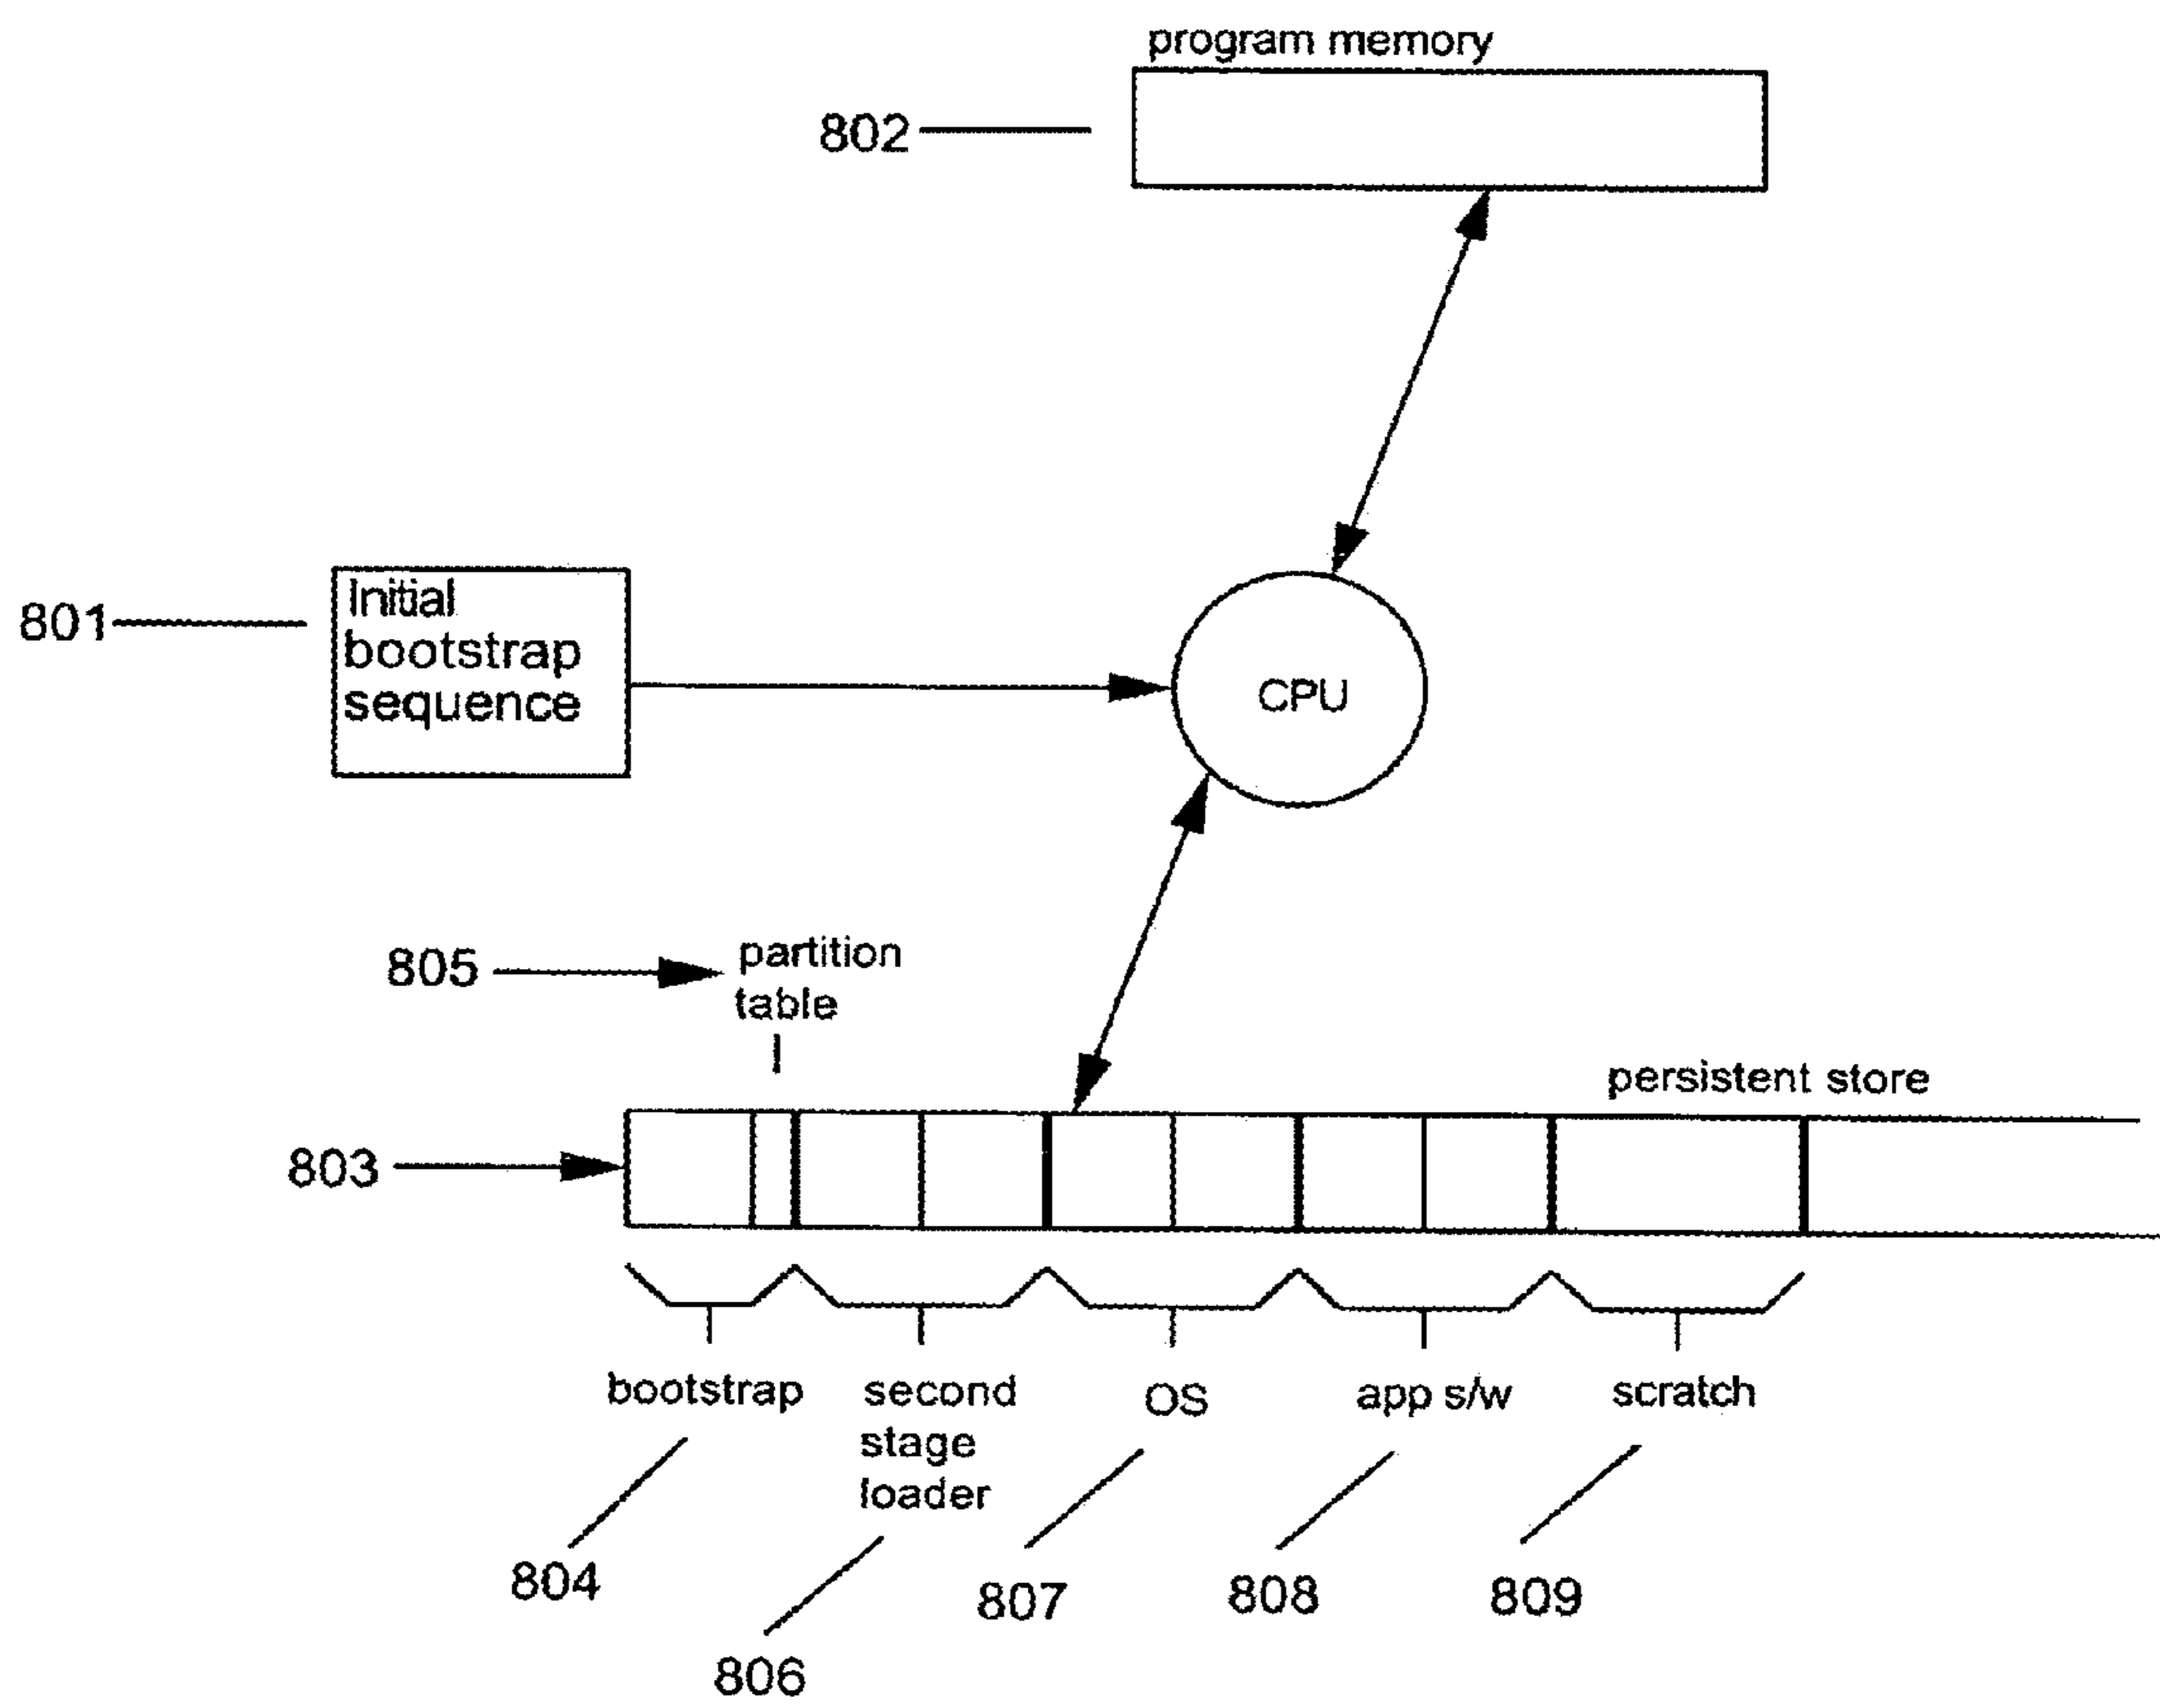 program memory
802
801
Initial
bootstrap
sequence
CPU
805
partition
table
persistent store
803
bootstrap
second
stage
loader
OS
app s/w
scratch
804
806
807
808
809